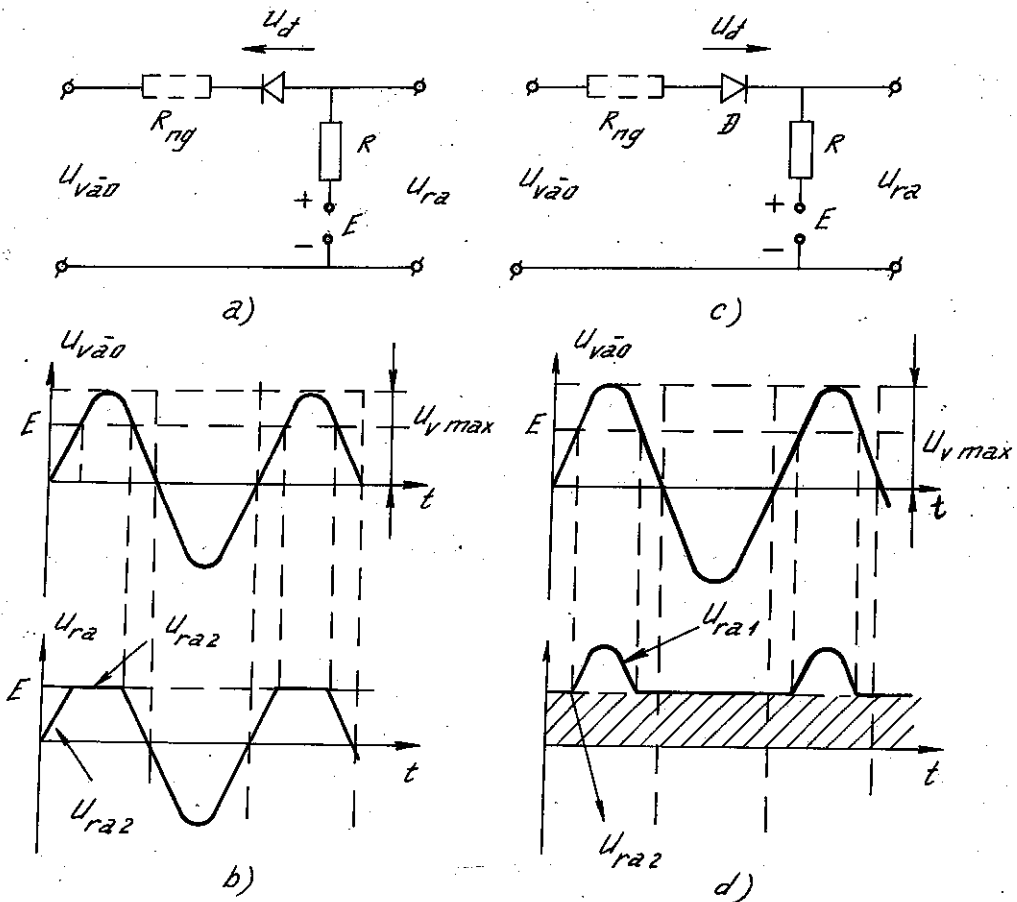 U_d
R_ng
R
U_vào
+
E
−
U_ra
a)
U_d
R_ng
D
R
U_vào
+
E
−
U_ra
c)
U_vào
E
U_v max
t
U_ra
U_ra2
E
t
U_ra2
b)
U_vào
E
U_v max
t
U_ra1
t
U_ra2
d)